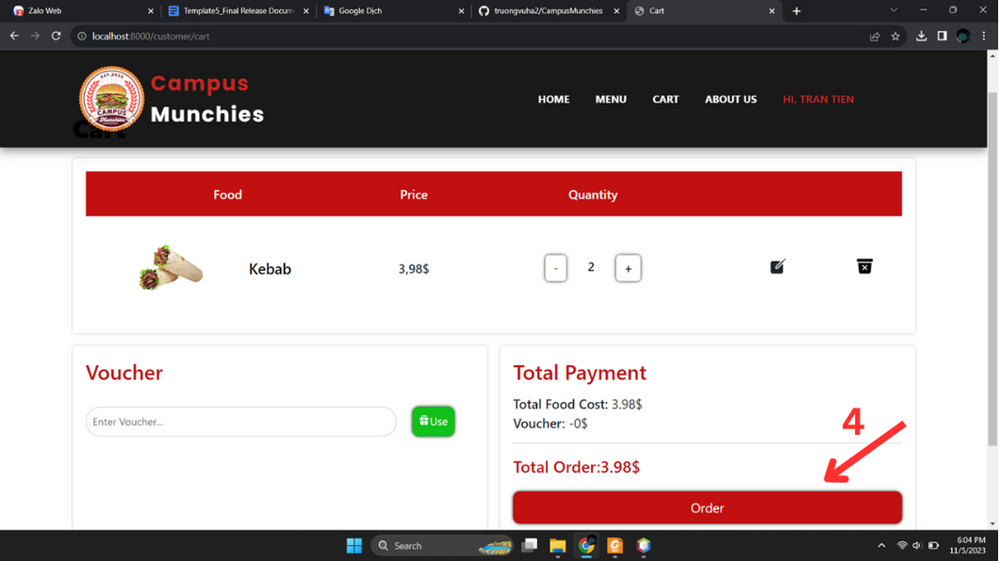 Zalo Web
Template5_Final Release Docum
Google Dịch
truongvuha2/CampusMunchies
Cart
localhost:8000/customer/cart
Campus
Munchies
HOME
MENU
CART
ABOUT US
HI, TRAN TIEN
EST.2023
CAMPUS
Munchies
Cart
Food
Price
Quantity
Kebab
3,98$
-
2
+
Voucher
Enter Voucher...
Use
Total Payment
Total Food Cost: 3.98$
Voucher: -0$
Total Order:3.98$
4
Order
Search
6:04 PM
11/5/2023